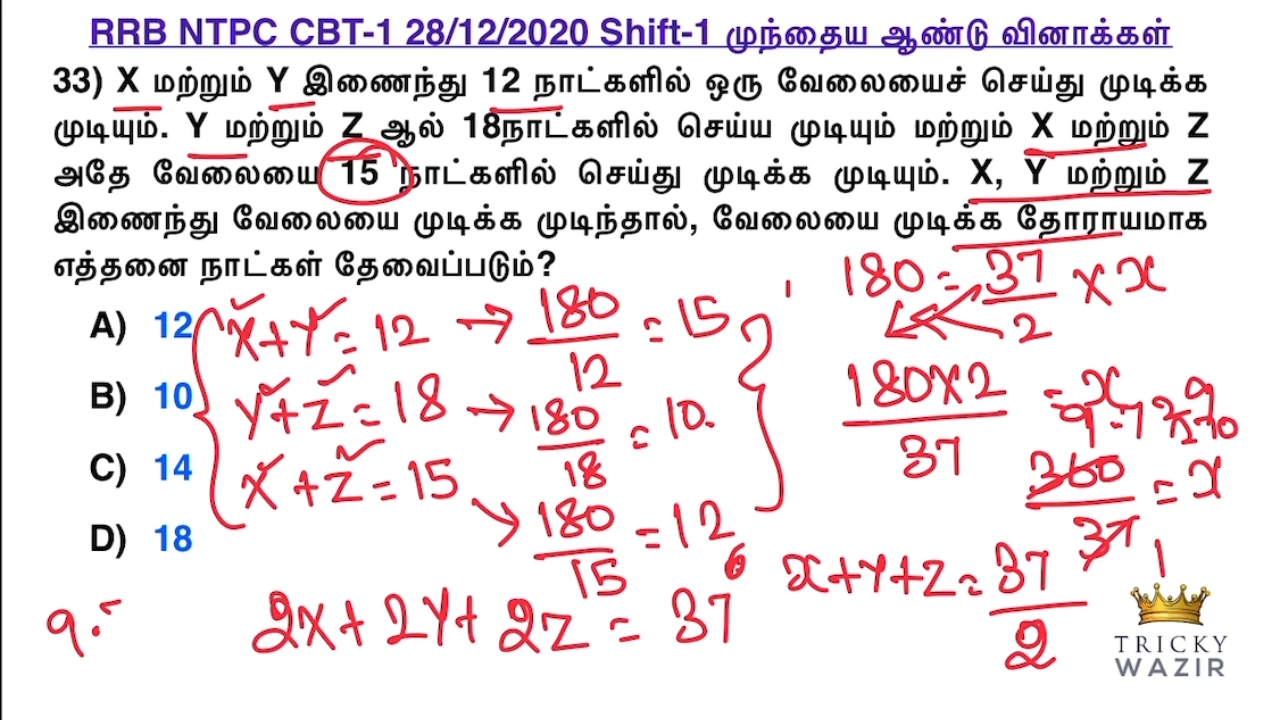 RRB NTPC CBT-1 28/12/2020 Shift-1 முந்தைய ஆண்டு வினாக்கள்
33) X மற்றும் Y இணைந்து 12 நாட்களில் ஒரு வேலையைச் செய்து முடிக்க
முடியும். Y மற்றும் Z ஆல் 18நாட்களில் செய்ய முடியும் மற்றும் X மற்றும் Z
அதே வேலையை 15 நாட்களில் செய்து முடிக்க முடியும். X, Y மற்றும் Z
இணைந்து வேலையை முடிக்க முடிந்தால், வேலையை முடிக்க தோராயமாக
எத்தனை நாட்கள் தேவைப்படும்?
A) 12
B) 10
C) 14
D) 18
X+Y=12 → 180/12 = 15
Y+Z=18 → 180/18 = 10.
X+Z=15 → 180/15 = 12
2X+2Y+2Z = 37
180 = 37/2 × x
180×2/37 = x
360/37 = x
x+Y+Z = 37/2
TRICKY
WAZIR